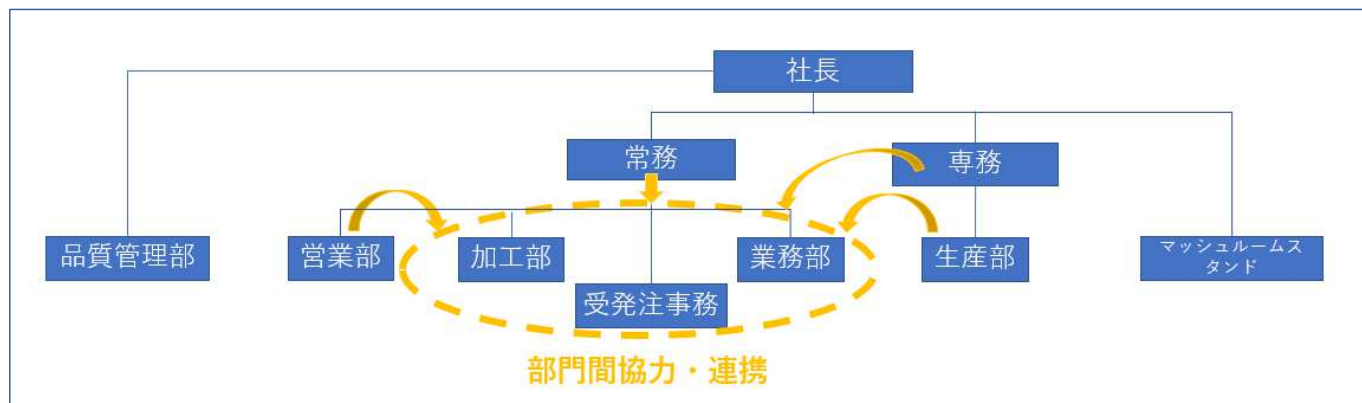 社長
常務
専務
品質管理部
営業部
加工部
業務部
生産部
マッシュルームス
タンド
受発注事務
部門間協力・連携